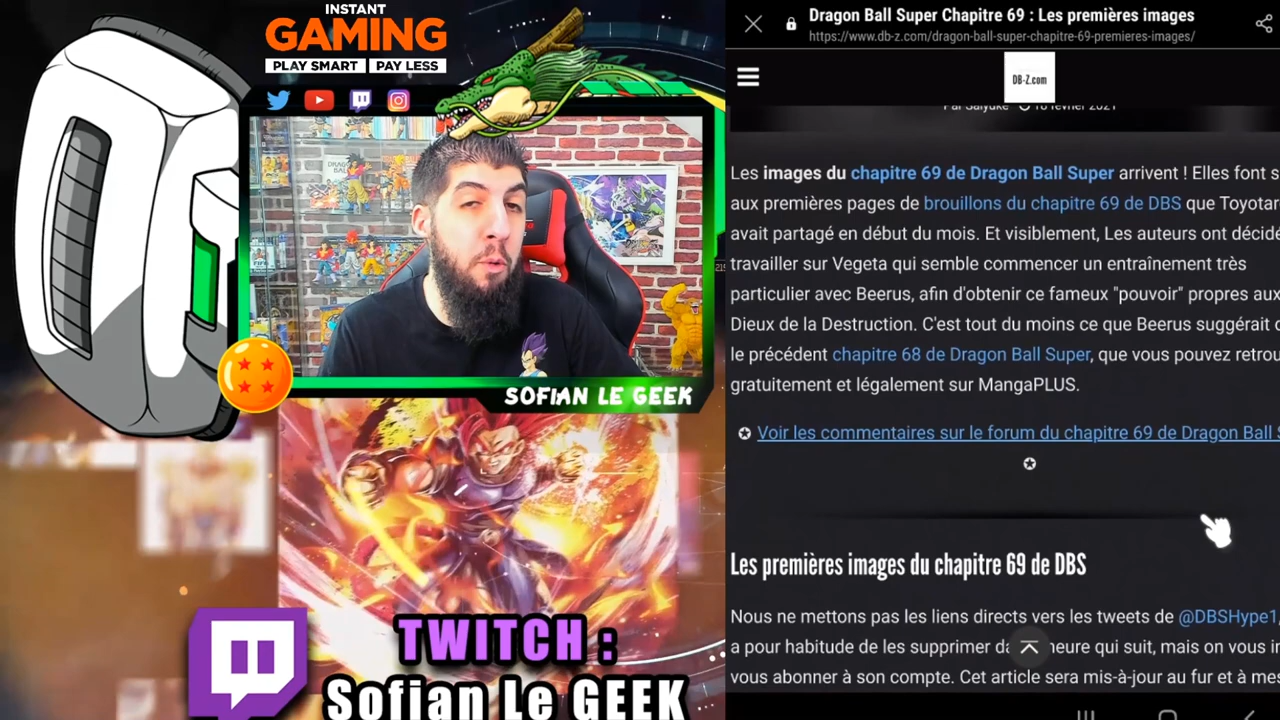 INSTANT
GAMING
PLAY SMART | PAY LESS
SOFIAN LE GEEK
TWITCH :
Sofian Le GEEK
Dragon Ball Super Chapitre 69 : Les premières images
https://www.db-z.com/dragon-ball-super-chapitre-69-premieres-images/
DB-Z.com
Par Saiyuke 18 février 2021
Les images du chapitre 69 de Dragon Ball Super arrivent ! Elles font s
aux premières pages de brouillons du chapitre 69 de DBS que Toyotar
avait partagé en début du mois. Et visiblement, Les auteurs ont décidé
travailler sur Vegeta qui semble commencer un entraînement très
particulier avec Beerus, afin d'obtenir ce fameux "pouvoir" propres aux
Dieux de la Destruction. C'est tout du moins ce que Beerus suggérait
le précédent chapitre 68 de Dragon Ball Super, que vous pouvez retrou
gratuitement et légalement sur MangaPLUS.
Voir les commentaires sur le forum du chapitre 69 de Dragon Ball S
Les premières images du chapitre 69 de DBS
Nous ne mettons pas les liens directs vers les tweets de @DBSHype1,
a pour habitude de les supprimer da heure qui suit, mais on vous in
vous abonner à son compte. Cet article sera mis-à-jour au fur et à mes